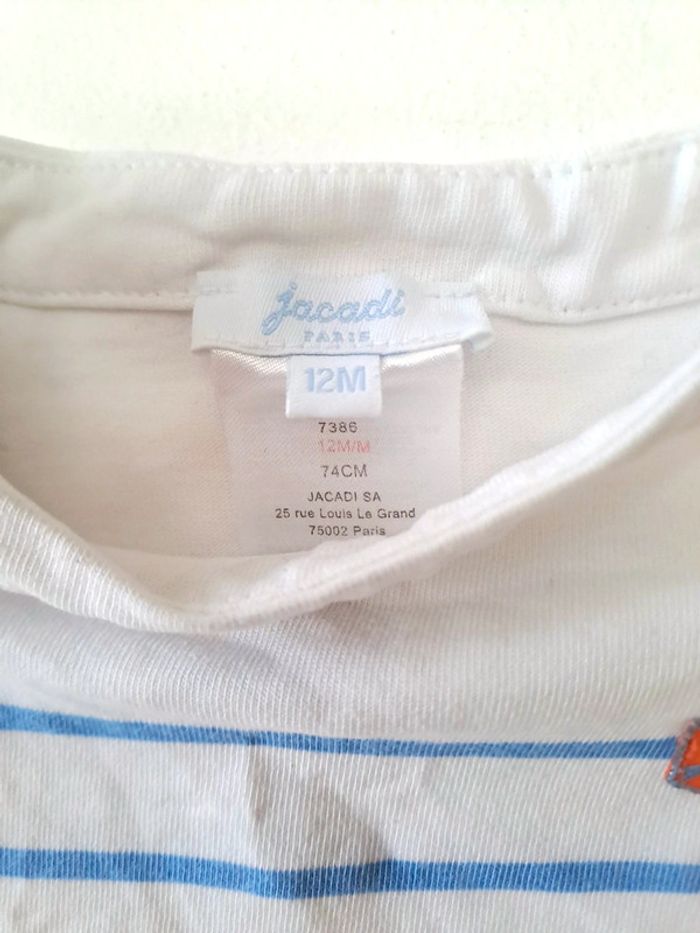 jacadi
PARIS
12M
7386
12M/M
74CM
JACADI SA
25 rue Louis Le Grand
75002 Paris